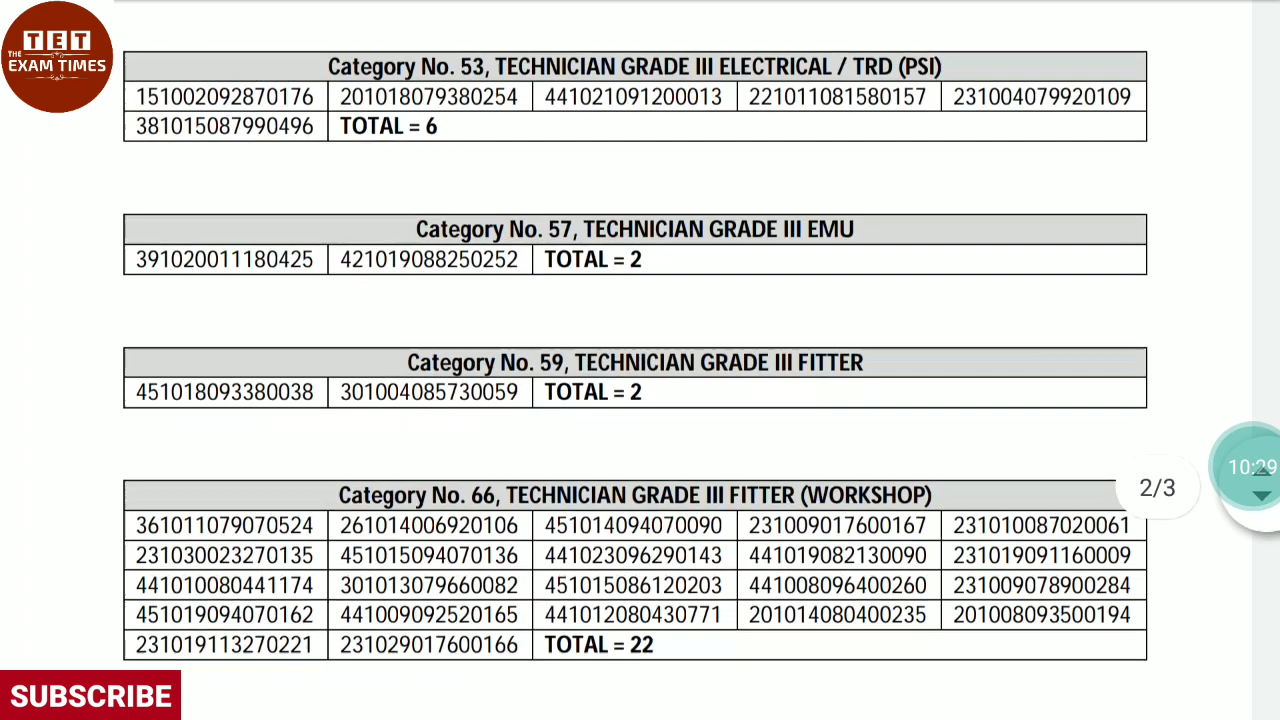 TET
THE
EXAM TIMES
Category No. 53, TECHNICIAN GRADE III ELECTRICAL / TRD (PSI)
151002092870176 201018079380254 441021091200013 221011081580157 231004079920109
381015087990496 TOTAL = 6
Category No. 57, TECHNICIAN GRADE III EMU
391020011180425 421019088250252 TOTAL = 2
Category No. 59, TECHNICIAN GRADE III FITTER
451018093380038 301004085730059 TOTAL = 2
10:29
2/3
Category No. 66, TECHNICIAN GRADE III FITTER (WORKSHOP)
361011079070524 261014006920106 451014094070090 231009017600167 231010087020061
231030023270135 451015094070136 441023096290143 441019082130090 231019091160009
441010080441174 301013079660082 451015086120203 441008096400260 231009078900284
451019094070162 441009092520165 441012080430771 201014080400235 201008093500194
231019113270221 231029017600166 TOTAL = 22
SUBSCRIBE